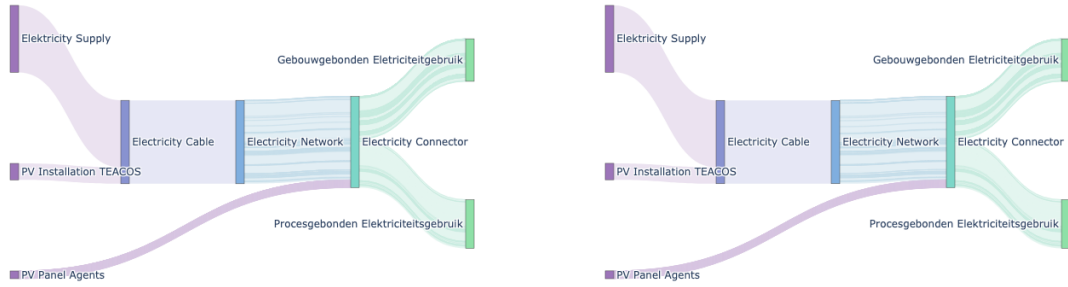 Elektricity Supply
Gebouwgebonden Eletriciteitgebruik
Electricity Cable
Electricity Network
Electricity Connector
PV Installation TEACOS
Procesgebonden Elektriciteitsgebruik
PV Panel Agents
Elektricity Supply
Gebouwgebonden Eletriciteitgebruik
Electricity Cable
Electricity Network
Electricity Connector
PV Installation TEACOS
Procesgebonden Elektriciteitsgebruik
PV Panel Agents